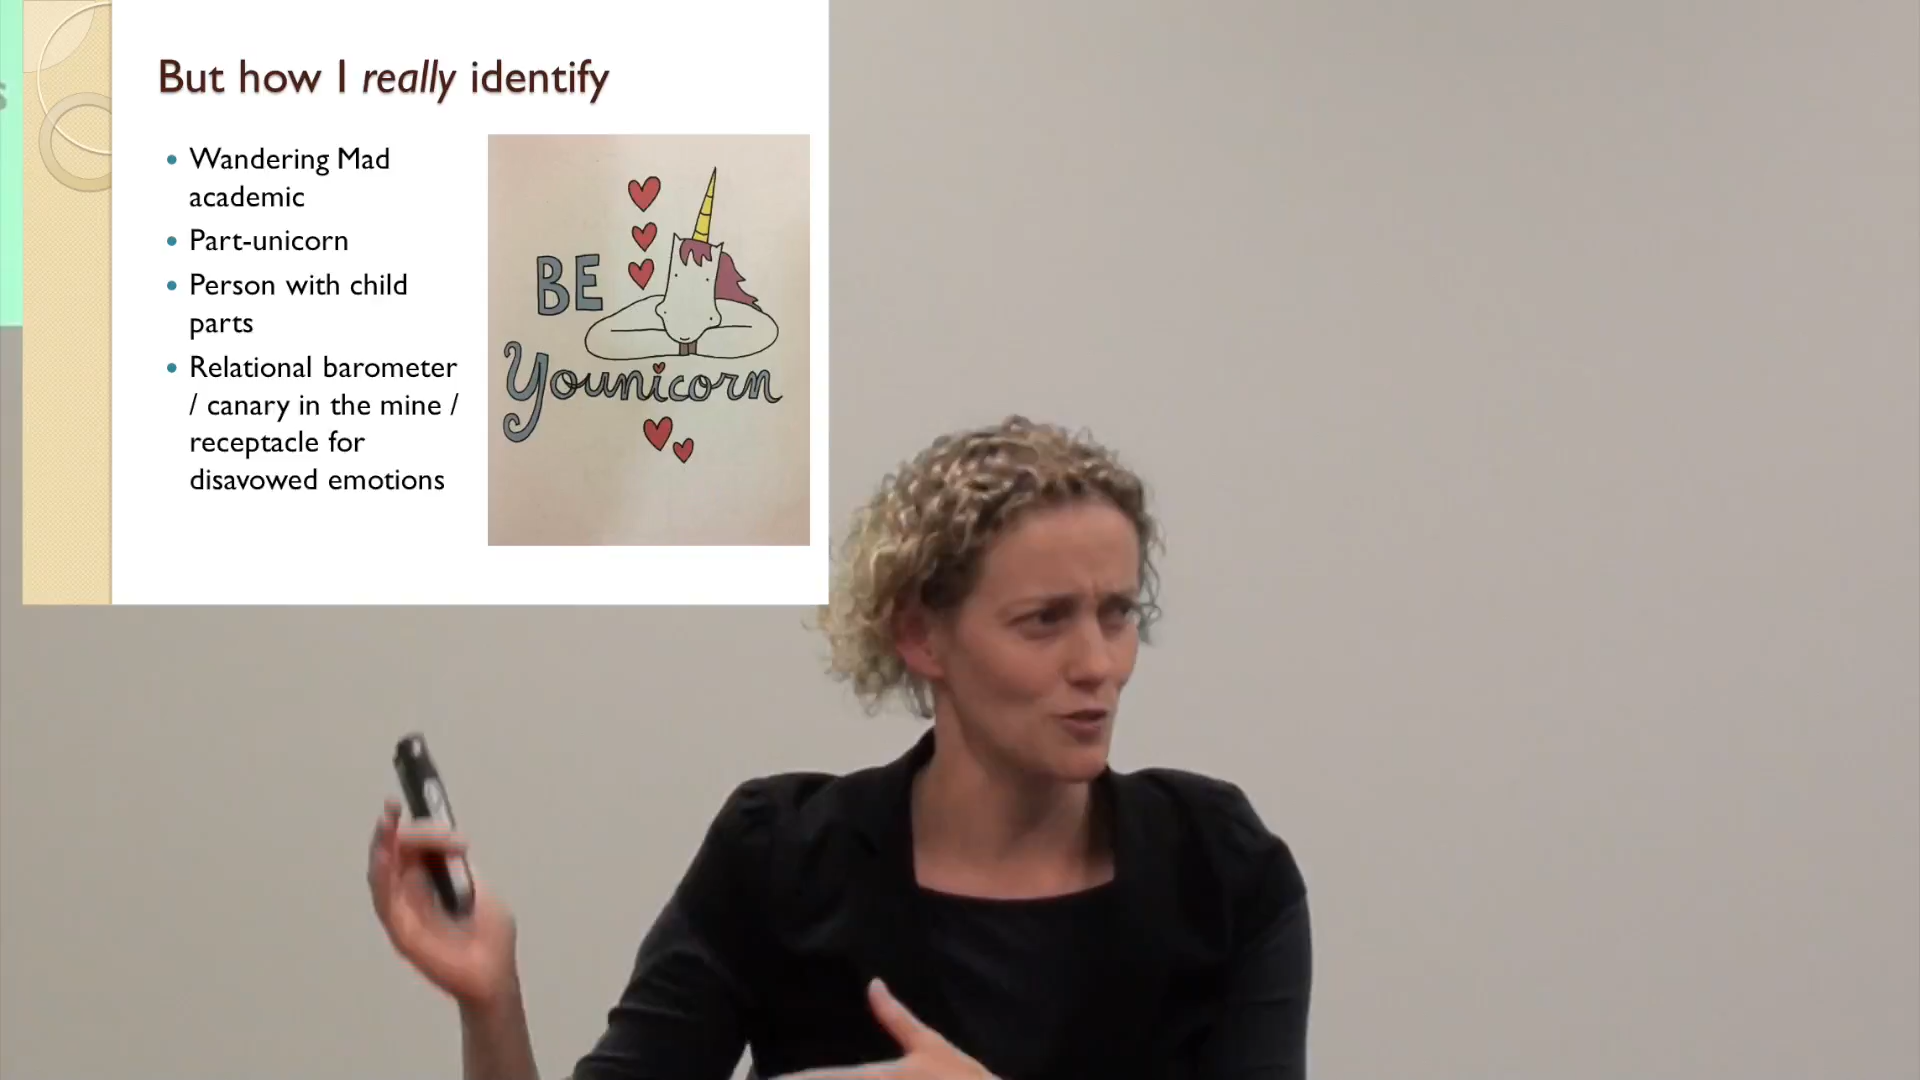 But how I really identify
Wandering Mad
academic
Part-unicorn
Person with child
parts
Relational barometer
/ canary in the mine /
receptacle for
disavowed emotions
BE
Younicorn
s